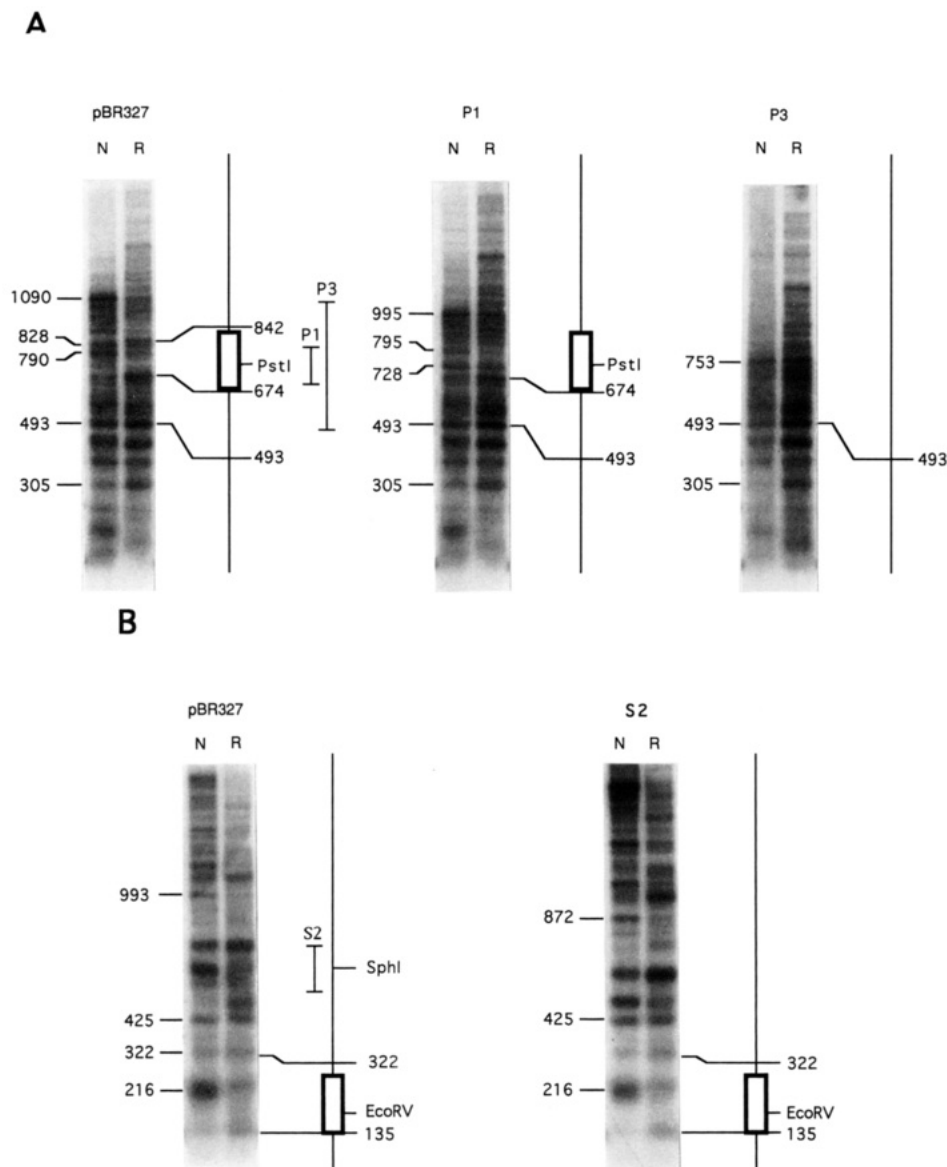 A
pBR327
N R
1090
828
790
493
305
842
PstI
674
493
P1
P3
P1
N R
995
795
728
493
305
PstI
674
493
P3
N R
753
493
305
493
B
pBR327
N R
993
425
322
216
S2
SphI
322
EcoRV
135
S2
N R
872
425
216
322
EcoRV
135